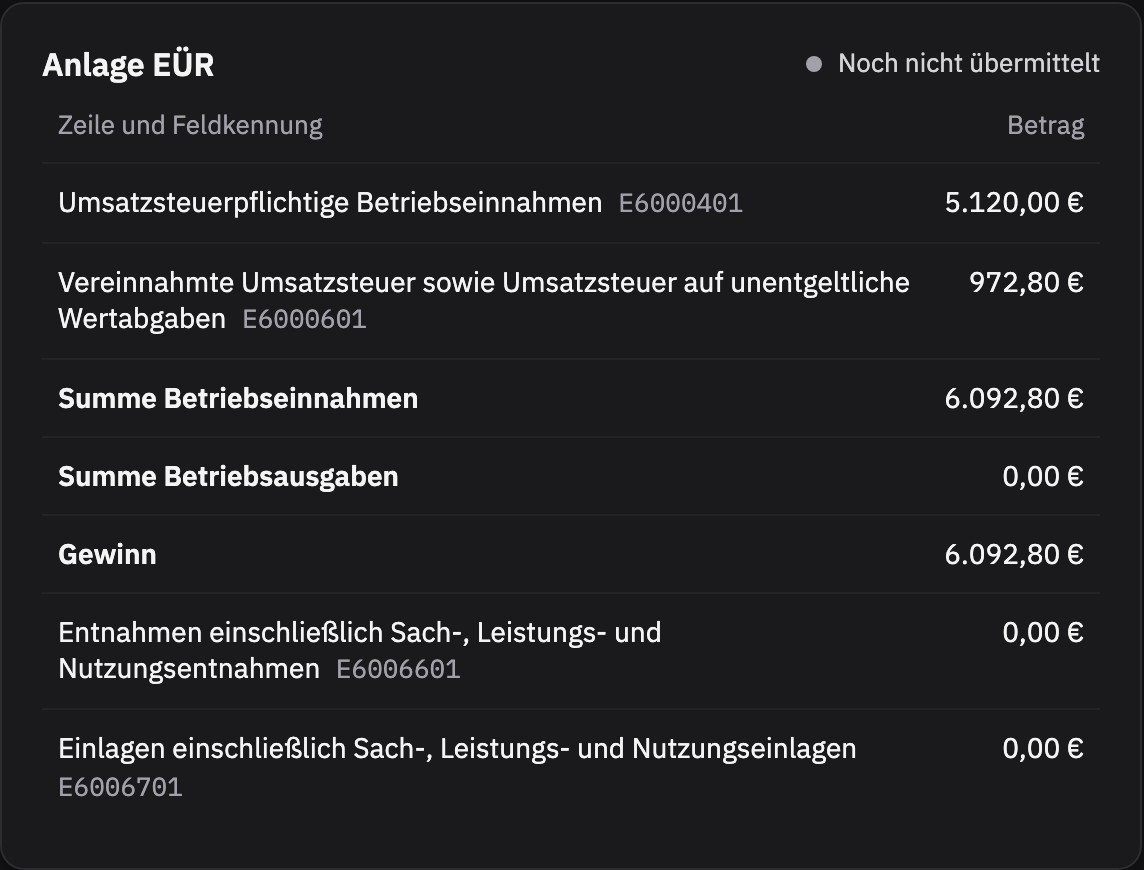 Anlage EÜR
Noch nicht übermittelt
Zeile und Feldkennung
Betrag
Umsatzsteuerpflichtige Betriebseinnahmen E6000401
5.120,00 €
Vereinnahmte Umsatzsteuer sowie Umsatzsteuer auf unentgeltliche
972,80 €
Wertabgaben E6000601
Summe Betriebseinnahmen
6.092,80 €
Summe Betriebsausgaben
0,00 €
Gewinn
6.092,80 €
Entnahmen einschließlich Sach-, Leistungs- und
0,00 €
Nutzungsentnahmen E6006601
Einlagen einschließlich Sach-, Leistungs- und Nutzungseinlagen
0,00 €
E6006701